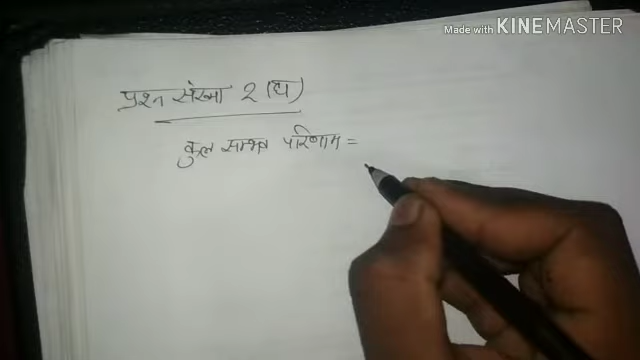 Made with KINEMASTER
प्रश्न संख्या 2 (घ)
कुल सम्भव परिणाम =